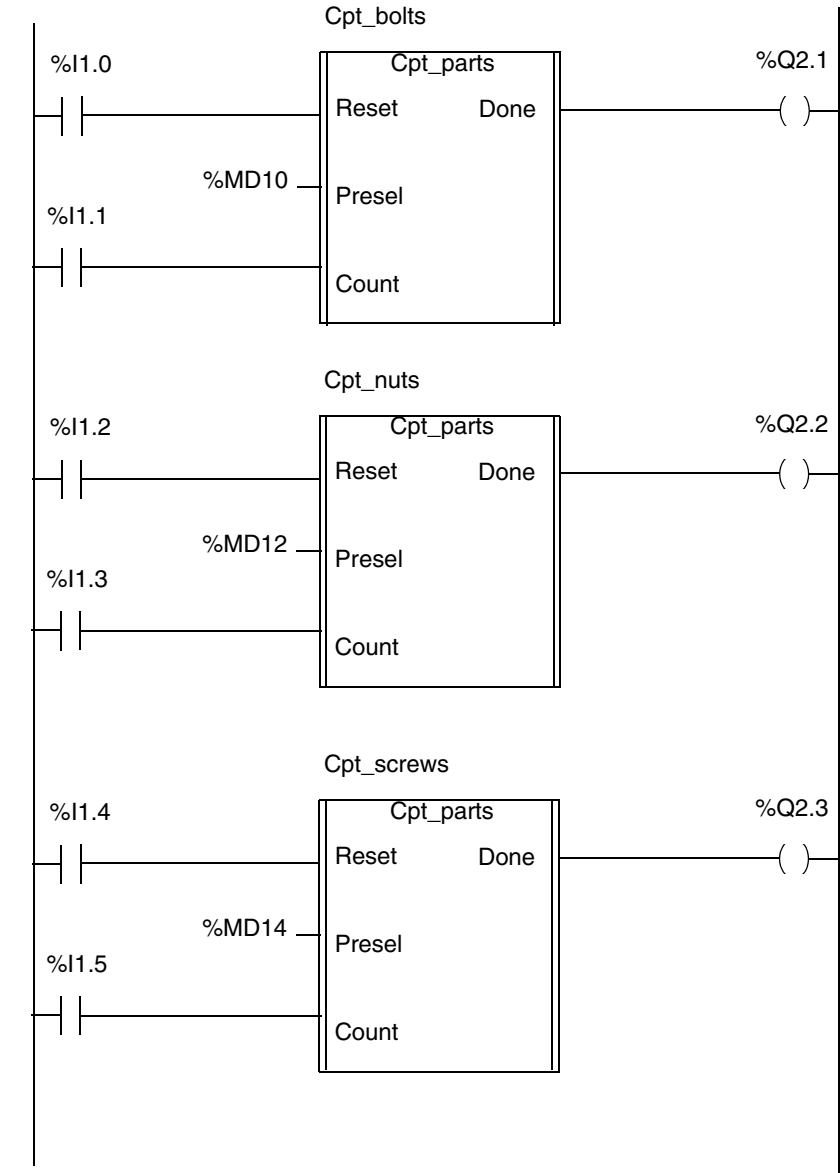 Cpt_bolts
%I1.0
Cpt_parts
%Q2.1
Reset Done
%MD10
Presel
%I1.1
Count
Cpt_nuts
%I1.2
Cpt_parts
%Q2.2
Reset Done
%MD12
Presel
%I1.3
Count
Cpt_screws
%I1.4
Cpt_parts
%Q2.3
Reset Done
%MD14
Presel
%I1.5
Count